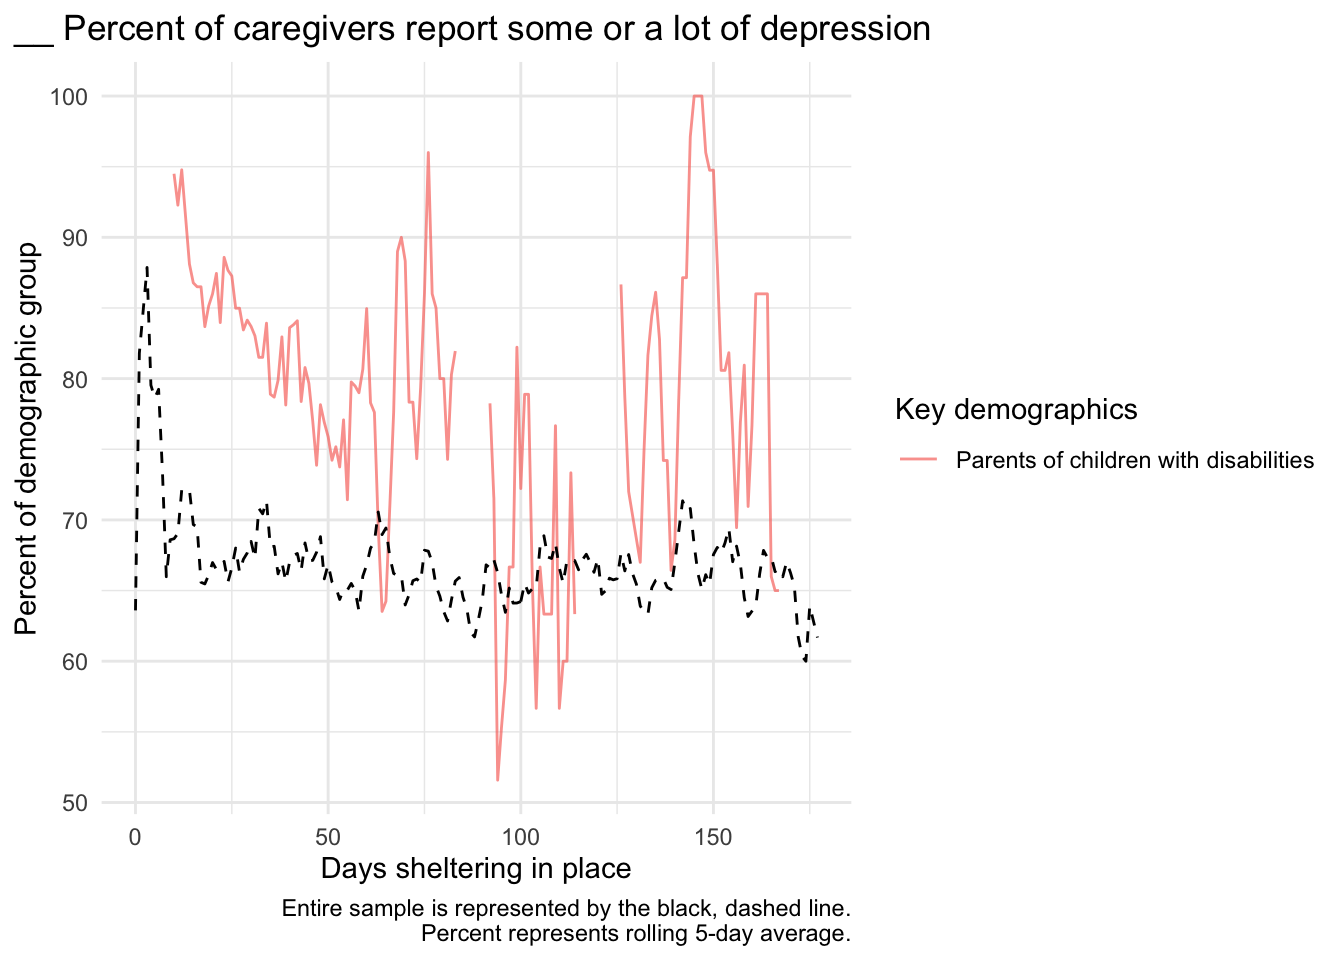 __ Percent of caregivers report some or a lot of depression
100
90
80
70
60
50
Percent of demographic group
0 50 100 150
Days sheltering in place
Key demographics
Parents of children with disabilities
Entire sample is represented by the black, dashed line.
Percent represents rolling 5-day average.